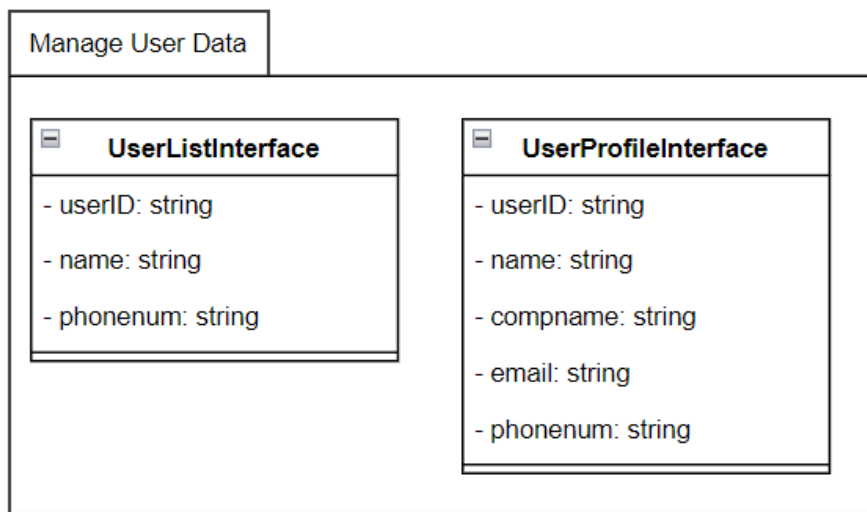 Manage User Data
UserListInterface
- userID: string
- name: string
- phonenum: string
UserProfileInterface
- userID: string
- name: string
- compname: string
- email: string
- phonenum: string